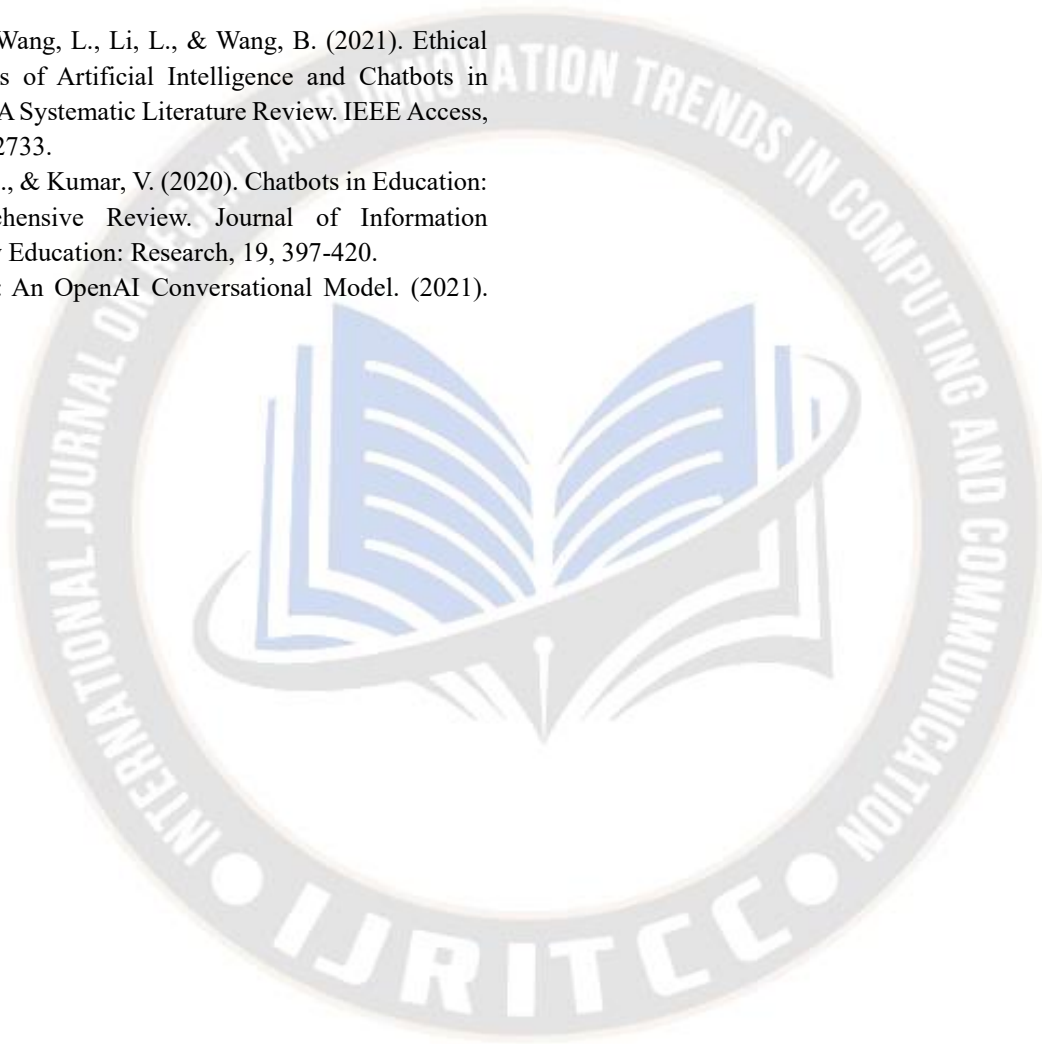 Wang, L., Li, L., & Wang, B. (2021). Ethical
s of Artificial Intelligence and Chatbots in
A Systematic Literature Review. IEEE Access,
2733.
., & Kumar, V. (2020). Chatbots in Education:
ehensive Review. Journal of Information
Education: Research, 19, 397-420.
: An OpenAI Conversational Model. (2021).
INTERNATIONAL JOURNAL ON RECENT AND INNOVATION TRENDS IN COMPUTING AND COMMUNICATION
IJRITCC